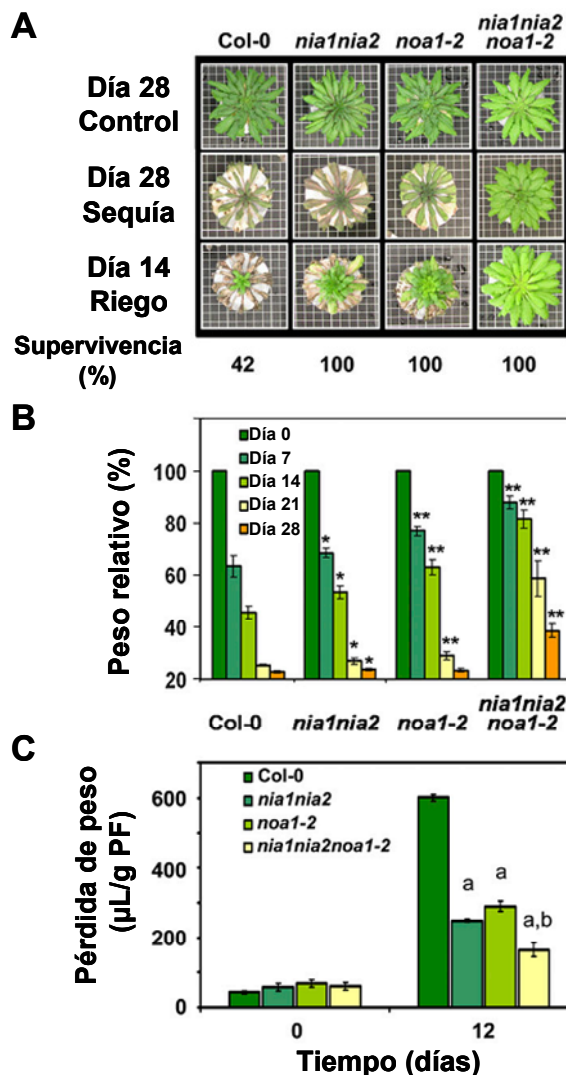 A
Col-0 nia1nia2 noa1-2 nia1nia2
noa1-2
Día 28
Control
Día 28
Sequía
Día 14
Riego
Supervivencia
(%)
42 100 100 100
B
Peso relativo (%)
100
80
60
40
20
Día 0
Día 7
Día 14
Día 21
Día 28
* * * *
** ** **
** ** ** **
Col-0 nia1nia2 noa1-2 nia1nia2
noa1-2
C
Pérdida de peso
(µL/g PF)
600
400
200
0
Col-0
nia1nia2
noa1-2
nia1nia2noa1-2
a a a,b
0 12
Tiempo (días)